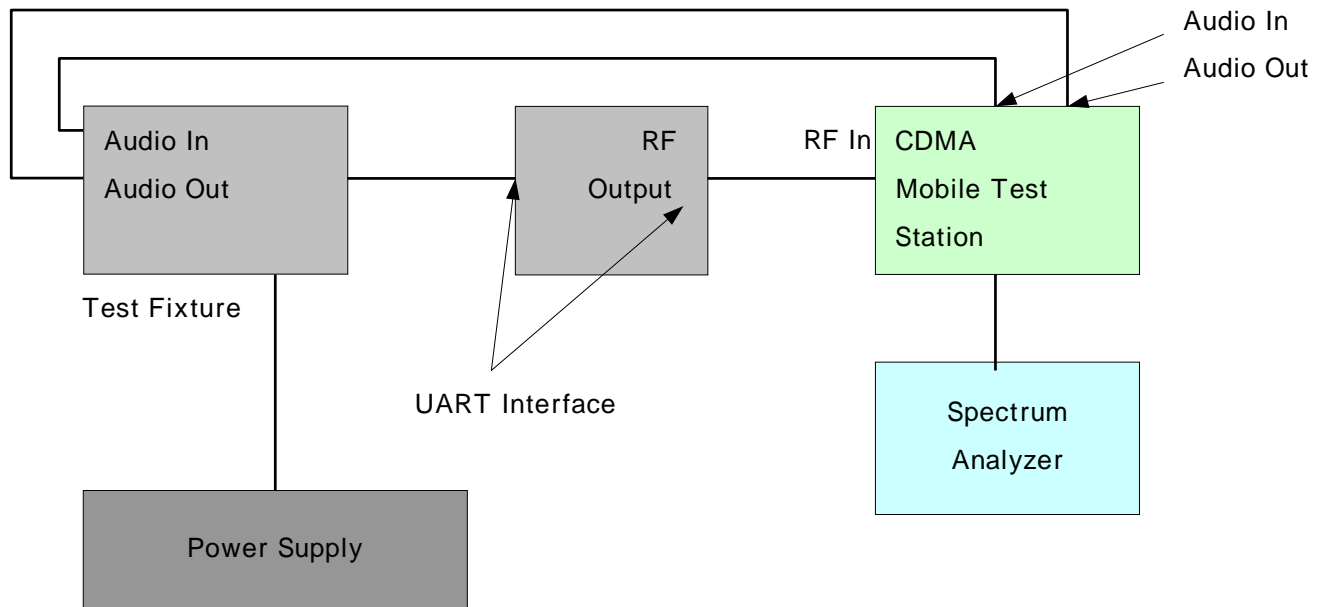 Audio In
Audio Out
Audio In
Audio Out
RF
Output
RF In
CDMA
Mobile Test
Station
Test Fixture
UART Interface
Spectrum
Analyzer
Power Supply